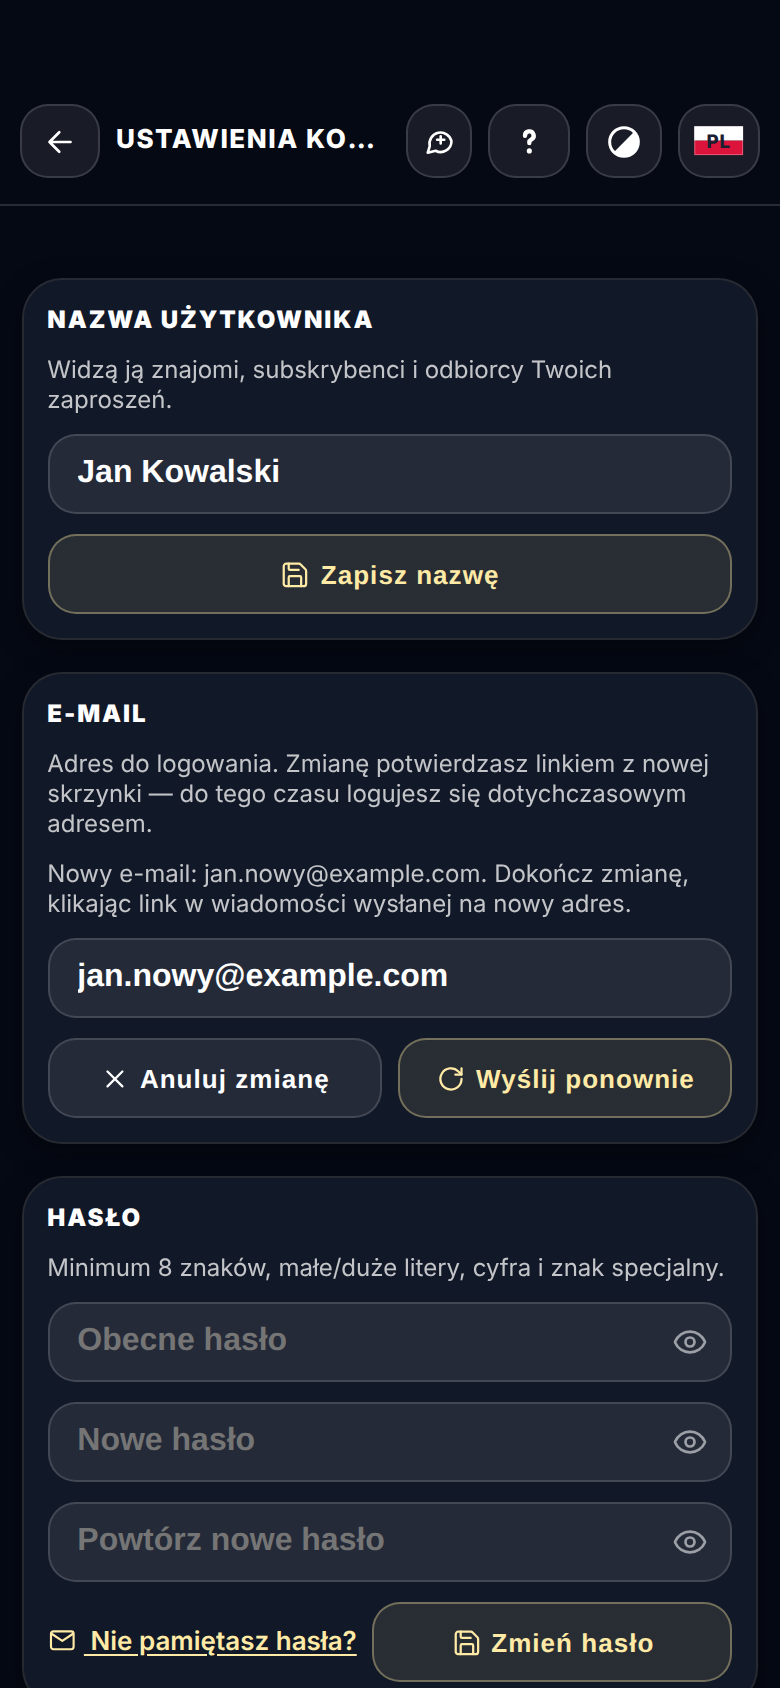 USTAWIENIA KO...
?
PL
NAZWA UŻYTKOWNIKA
Widzą ją znajomi, subskrybenci i odbiorcy Twoich
zaproszeń.
Jan Kowalski
Zapisz nazwę
E-MAIL
Adres do logowania. Zmianę potwierdzasz linkiem z nowej
skrzynki — do tego czasu logujesz się dotychczasowym
adresem.
Nowy e-mail: jan.nowy@example.com. Dokończ zmianę,
klikając link w wiadomości wysłanej na nowy adres.
jan.nowy@example.com
Anuluj zmianę
Wyślij ponownie
HASŁO
Minimum 8 znaków, małe/duże litery, cyfra i znak specjalny.
Obecne hasło
Nowe hasło
Powtórz nowe hasło
Nie pamiętasz hasła?
Zmień hasło